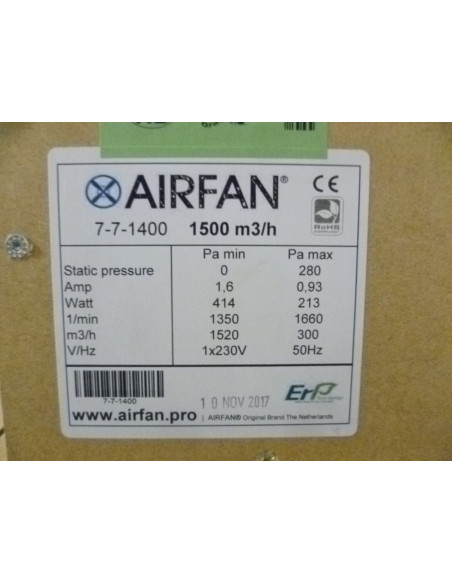 AIRFAN®
CE
RoHS
7-7-1400 1500 m3/h
Pa min Pa max
Static pressure 0 280
Amp 1,6 0,93
Watt 414 213
1/min 1350 1660
m3/h 1520 300
V/Hz 1x230V 50Hz
7-7-1400
10 NOV 2017
ErP
www.airfan.pro | AIRFAN® Original Brand The Netherlands